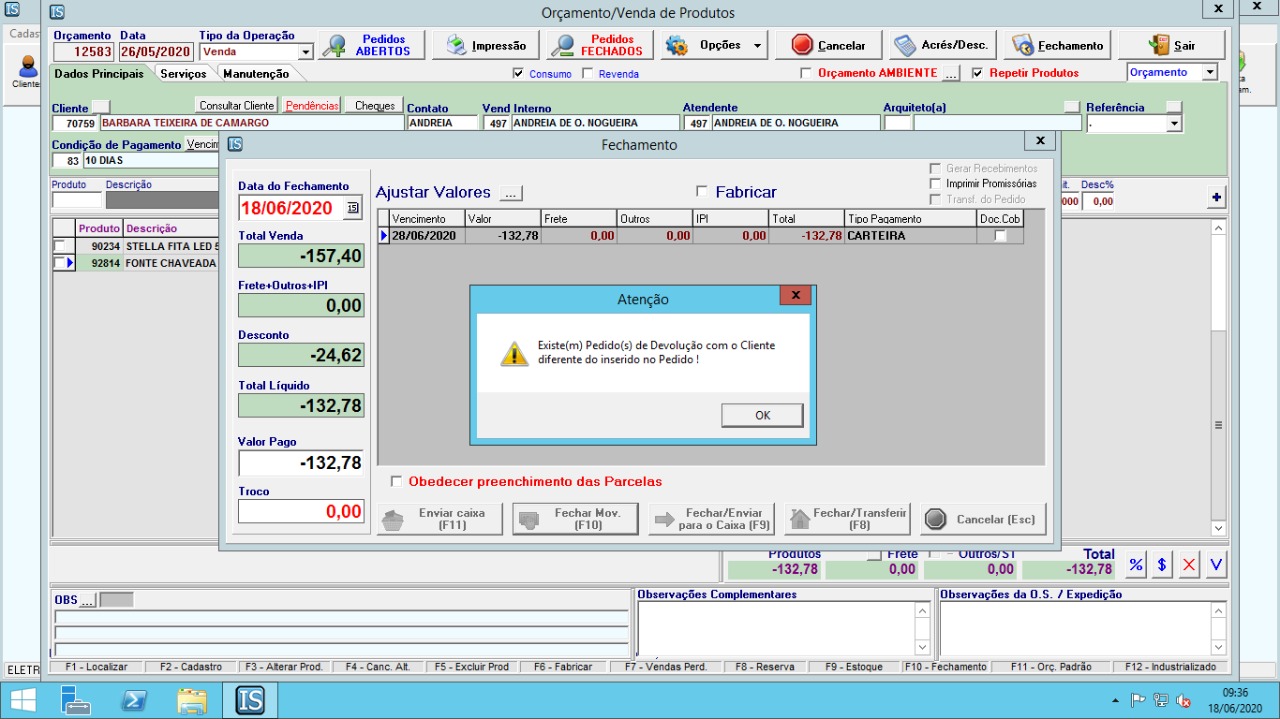 IS
IS
Orçamento/Venda de Produtos
x
x
Cadas
Cliente
Orçamento Data Tipo da Operação
12583 26/05/2020 Venda
Pedidos
ABERTOS
Impressão
Pedidos
FECHADOS
Opções
Cancelar
Acrés/Desc.
Fechamento
Sair
Dados Principais Serviços Manutenção
Consumo Revenda
Orçamento AMBIENTE ... Repetir Produtos
Orçamento
am.
Cliente Consultar Cliente Pendências Cheques Contato Vend Interno Atendente Arquiteto(a) Referência
70759 BARBARA TEIXEIRA DE CAMARGO ANDREIA 497 ANDREIA DE O. NOGUEIRA 497 ANDREIA DE O. NOGUEIRA .
Condição de Pagamento Vencim
83 10 DIAS
Produto Descrição
it. Desc%
000 0,00 +
Produto Descrição
90234 STELLA FITA LED 5
92814 FONTE CHAVEADA
IS
Fechamento
x
Data do Fechamento
18/06/2020 15
Total Venda
-157,40
Frete+Outros+IPI
0,00
Desconto
-24,62
Total Líquido
-132,78
Valor Pago
-132,78
Troco
0,00
Ajustar Valores ...
Fabricar
Gerar Recebimentos
Imprimir Promissórias
Transf. do Pedido
Vencimento Valor Frete Outros IPI Total Tipo Pagamento Doc.Cob
28/06/2020 -132,78 0,00 0,00 0,00 -132,78 CARTEIRA
Atenção
x
Existe(m) Pedido(s) de Devolução com o Cliente
diferente do inserido no Pedido !
OK
Obedecer preenchimento das Parcelas
Enviar caixa
(F11)
Fechar Mov.
(F10)
Fechar/Enviar
para o Caixa (F9)
Fechar/Transferir
(F8)
Cancelar (Esc)
Produtos Frete Outros/ST Total
-132,78 0,00 0,00 -132,78
% $ X V
OBS ...
Observações Complementares
Observações da O.S. / Expedição
ELETR
F1 - Localizar F2 - Cadastro F3 - Alterar Prod. F4 - Canc. Alt. F5 - Excluir Prod F6 - Fabricar F7 - Vendas Perd. F8 - Reserva F9 - Estoque F10 - Fechamento F11 - Orç. Padrão F12 - Industrializado
IS
09:36
18/06/2020